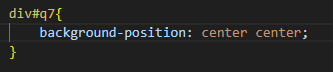 div#q7{
    background-position: center center;
}